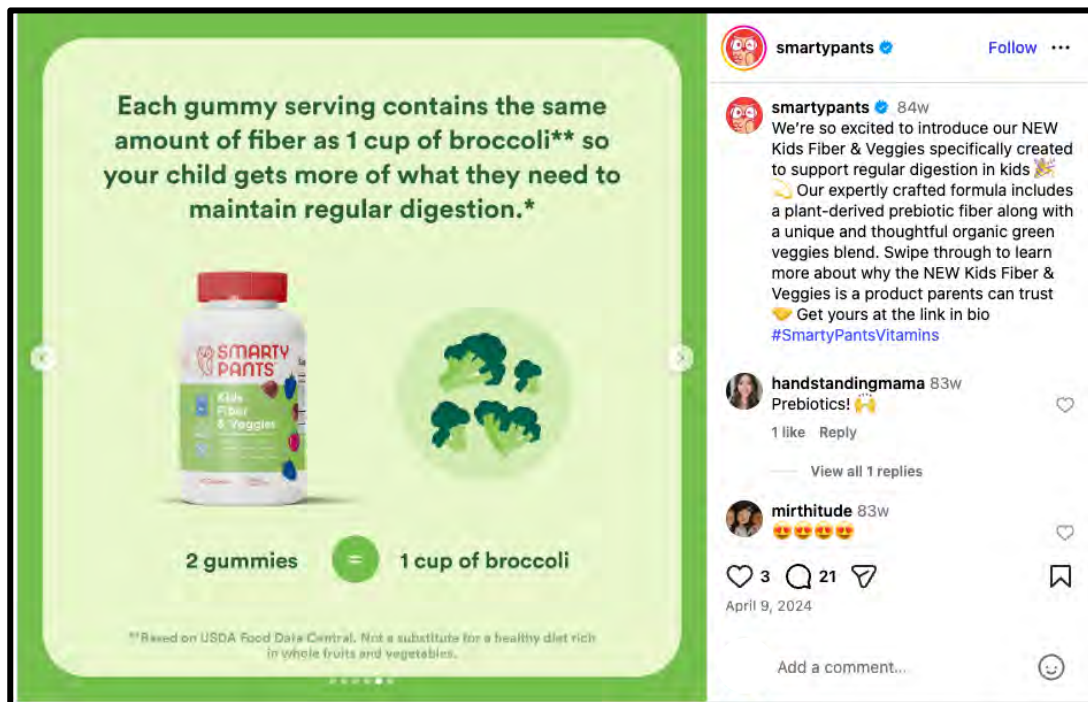 Each gummy serving contains the same
amount of fiber as 1 cup of broccoli** so
your child gets more of what they need to
maintain regular digestion.*
SMARTY
PANTS
Kids
Fiber
& Veggies
2 gummies = 1 cup of broccoli
**Based on USDA Food Data Central. Not a substitute for a healthy diet rich
in whole fruits and vegetables.
smartypants Follow •••
smartypants 84w
We’re so excited to introduce our NEW
Kids Fiber & Veggies specifically created
to support regular digestion in kids 🎉
💫 Our expertly crafted formula includes
a plant-derived prebiotic fiber along with
a unique and thoughtful organic green
veggies blend. Swipe through to learn
more about why the NEW Kids Fiber &
Veggies is a product parents can trust
🤝 Get yours at the link in bio
#SmartyPantsVitamins
handstandingmama 83w
Prebiotics! 🙌
1 like Reply
View all 1 replies
mirthitude 83w
😍😍😍😍
3 21
April 9, 2024
Add a comment...